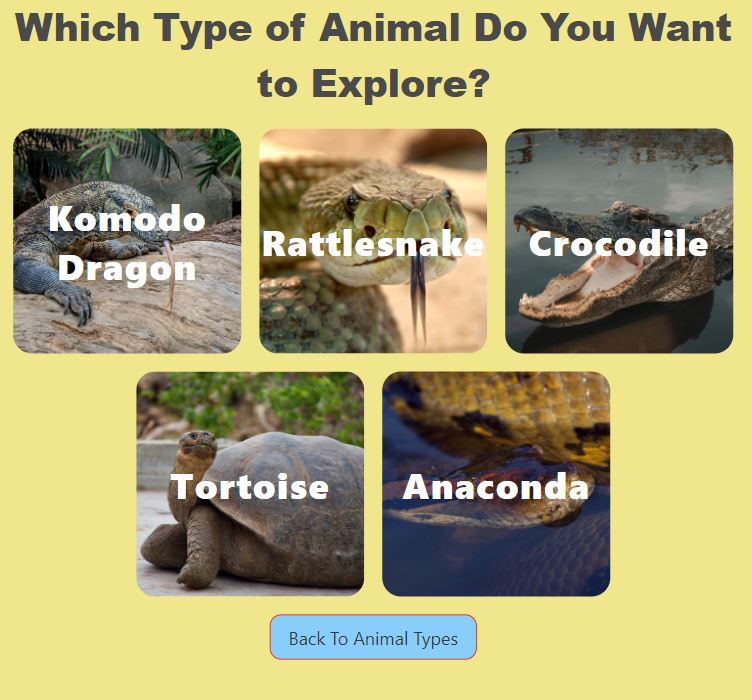 Which Type of Animal Do You Want
to Explore?
Komodo
Dragon
Rattlesnake
Crocodile
Tortoise
Anaconda
Back To Animal Types